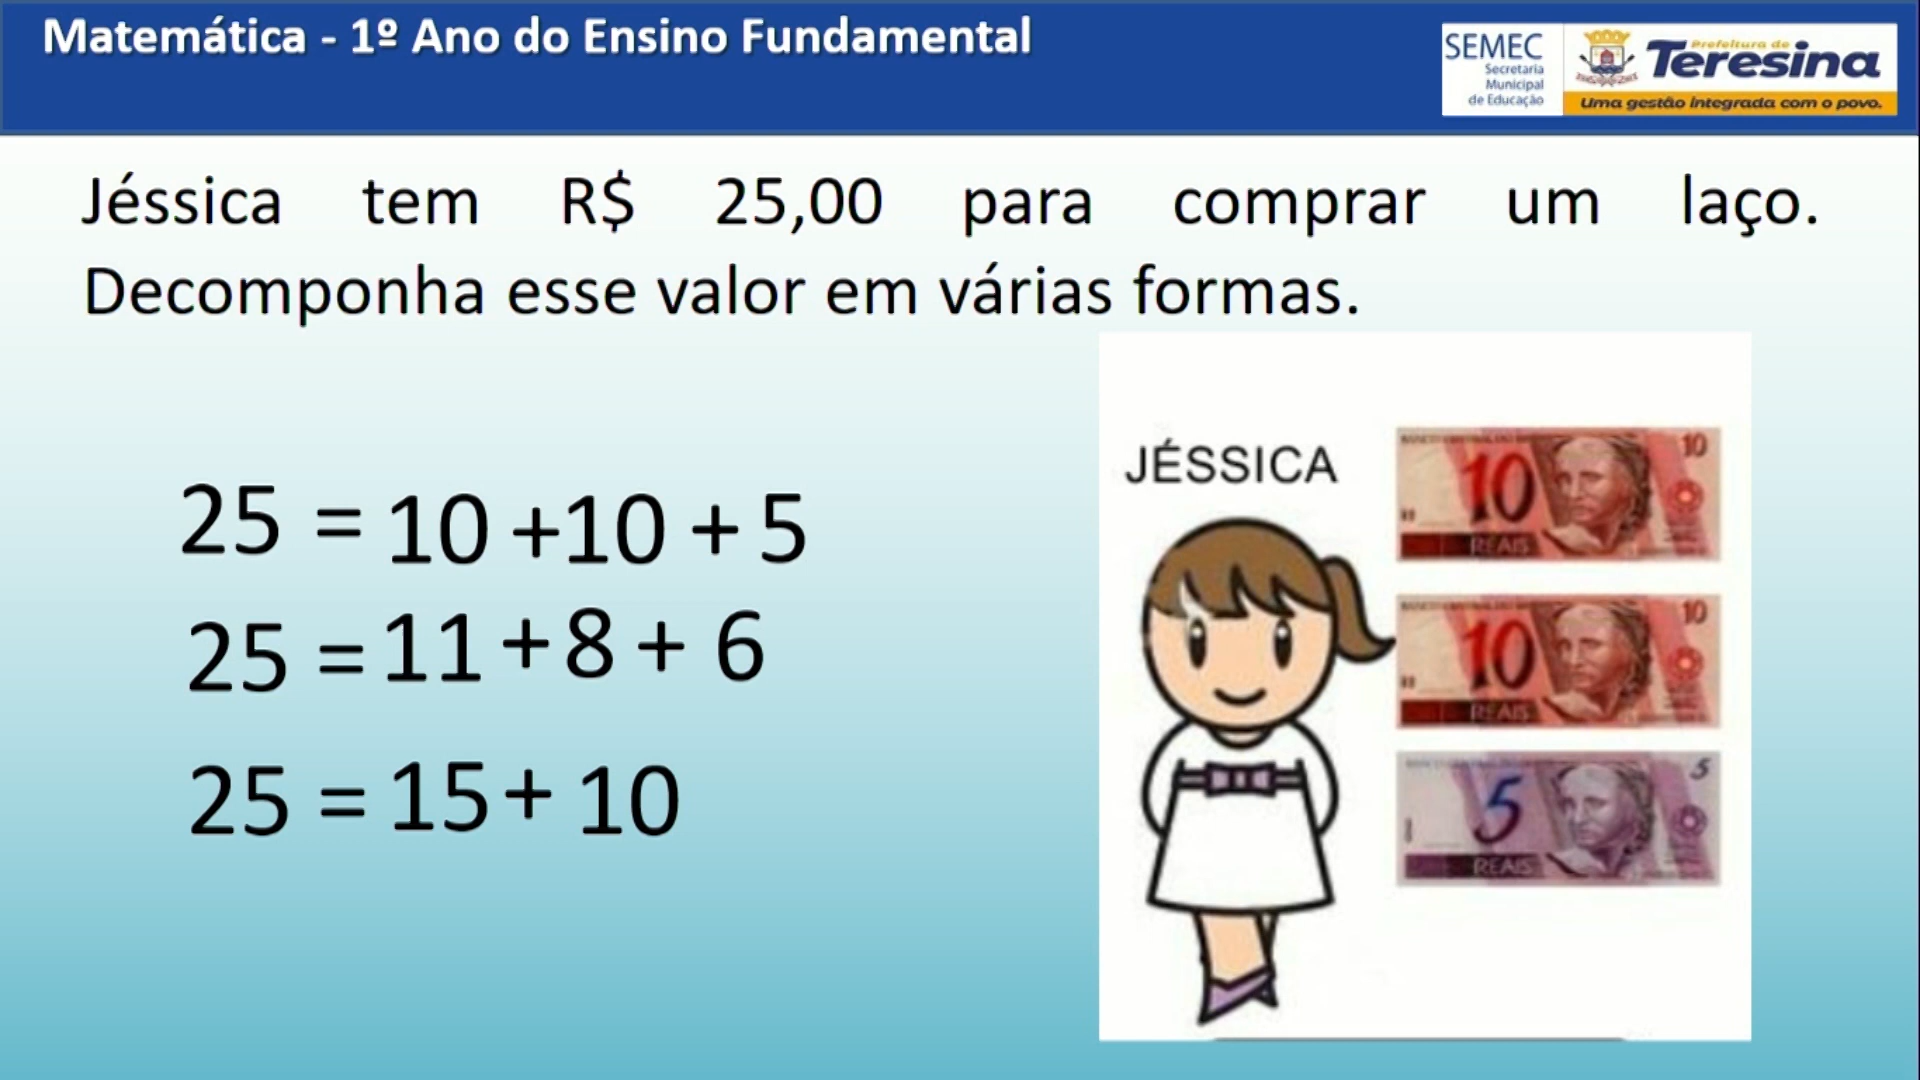 Matemática - 1º Ano do Ensino Fundamental
SEMEC
Secretaria
Municipal
de Educação
Prefeitura de
Teresina
Uma gestão integrada com o povo.
Jéssica tem R$ 25,00 para comprar um laço.
Decomponha esse valor em várias formas.
25 = 10 +10 + 5
25 = 11 + 8 + 6
25 = 15 + 10
JÉSSICA
10
10
REAIS
10
10
REAIS
5
5
REAIS